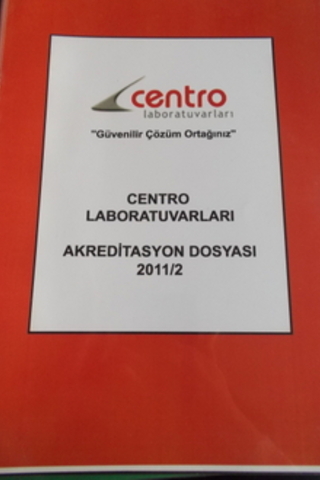 centro
laboratuvarları
"Güvenilir Çözüm Ortağınız"
CENTRO
LABORATUVARLARI
AKREDİTASYON DOSYASI
2011/2